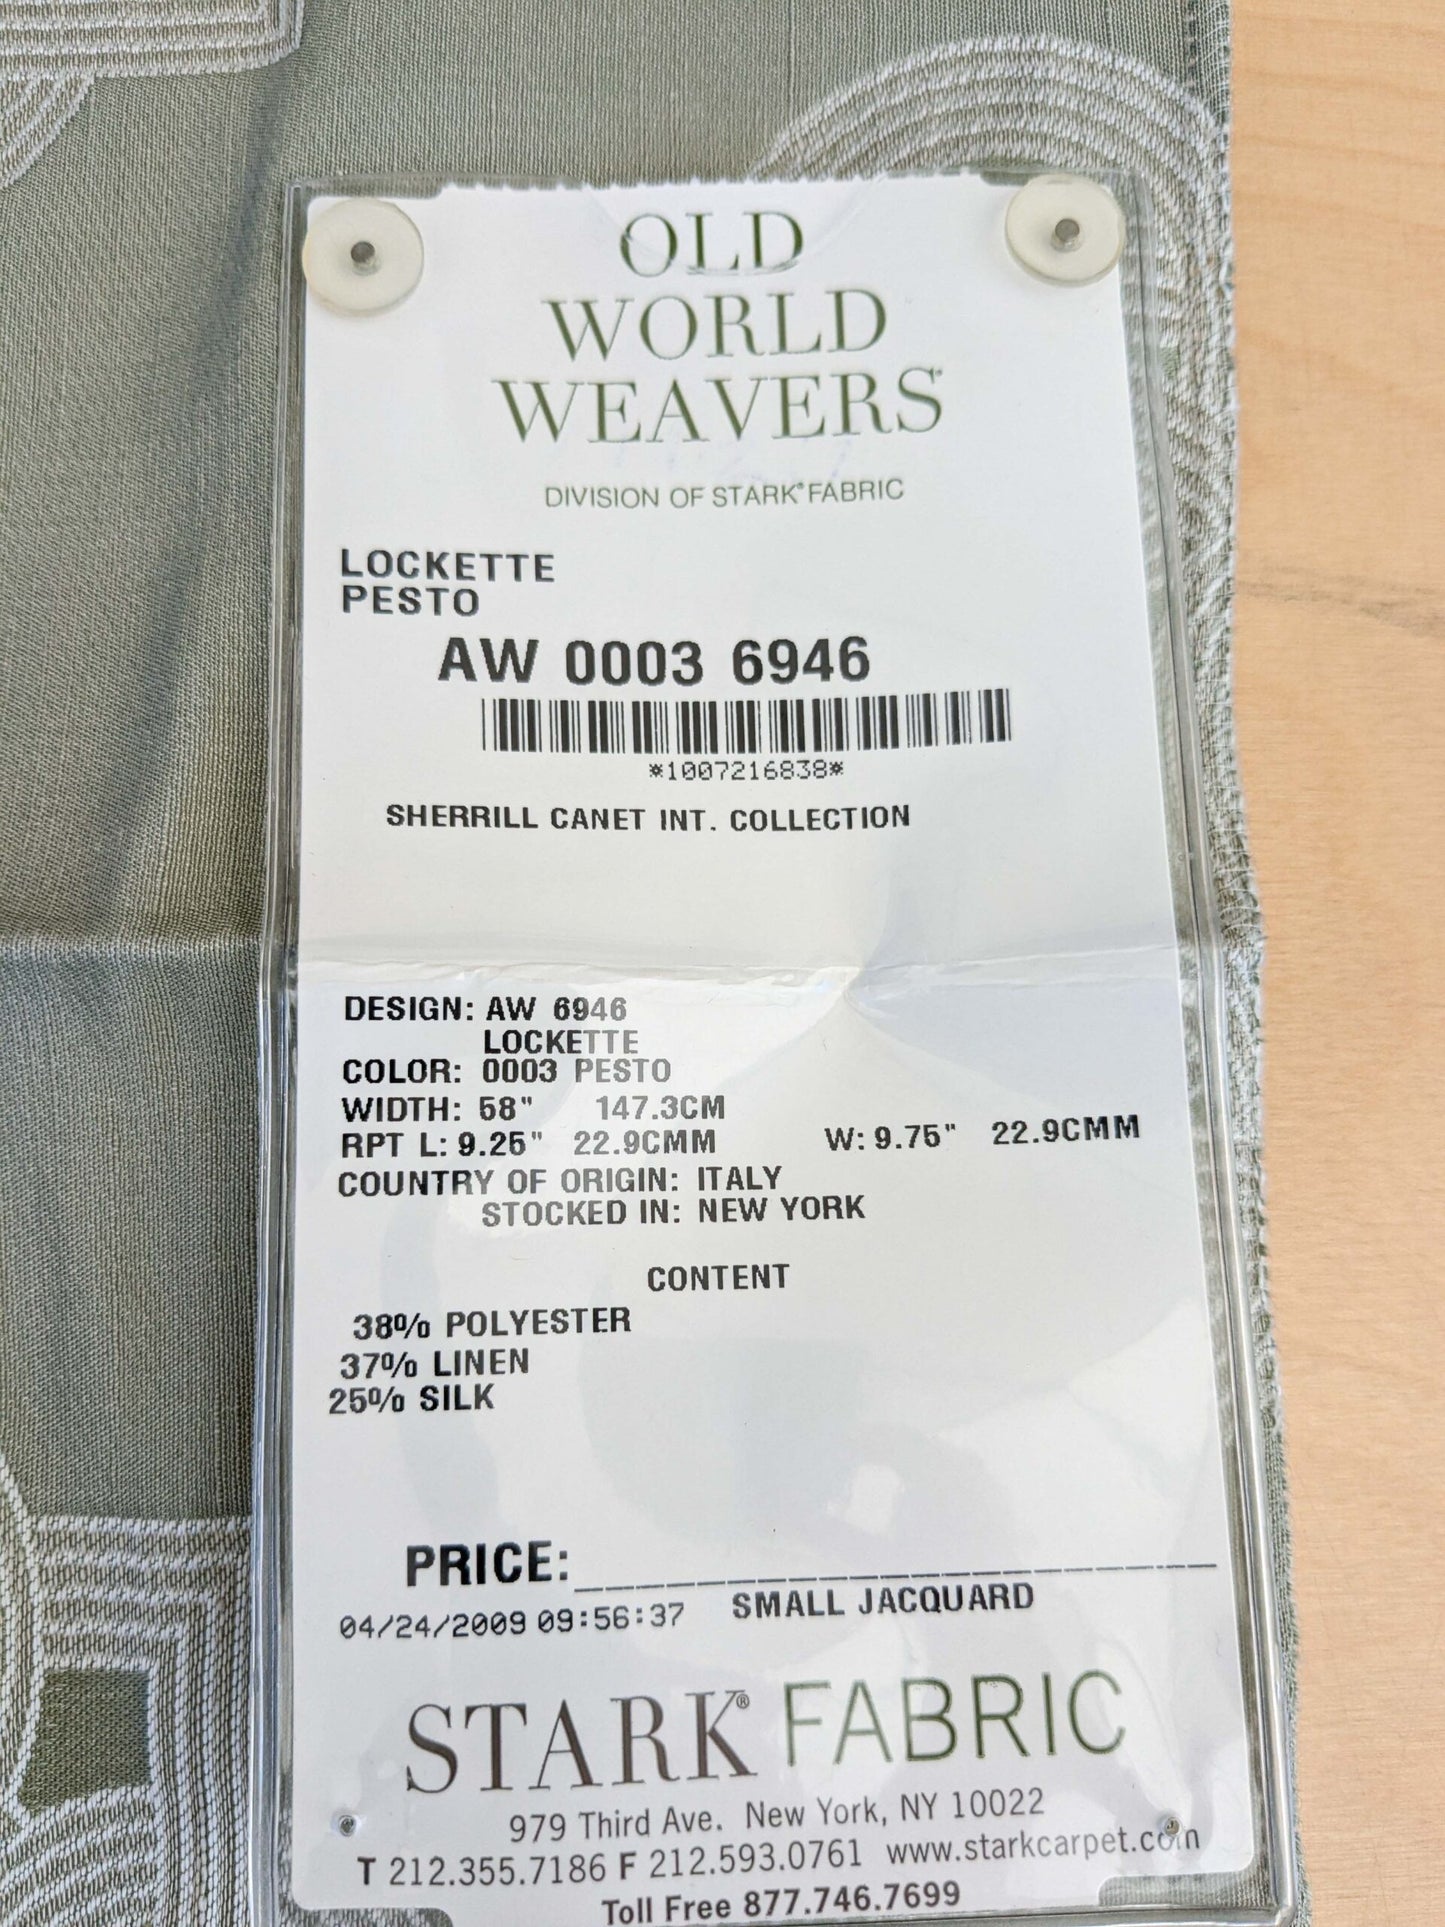 OLD
WORLD
WEAVERS®
DIVISION OF STARK® FABRIC
LOCKETTE
PESTO
AW 0003 6946
*1007216838*
SHERRILL CANET INT. COLLECTION
DESIGN: AW 6946
LOCKETTE
COLOR: 0003 PESTO
WIDTH: 58" 147.3CM
RPT L: 9.25" 22.9CMM W: 9.75" 22.9CMM
COUNTRY OF ORIGIN: ITALY
STOCKED IN: NEW YORK
CONTENT
38% POLYESTER
37% LINEN
25% SILK
PRICE:
04/24/2009 09:56:37 SMALL JACQUARD
STARK® FABRIC
979 Third Ave. New York, NY 10022
T 212.355.7186 F 212.593.0761 www.starkcarpet.com
Toll Free 877.746.7699